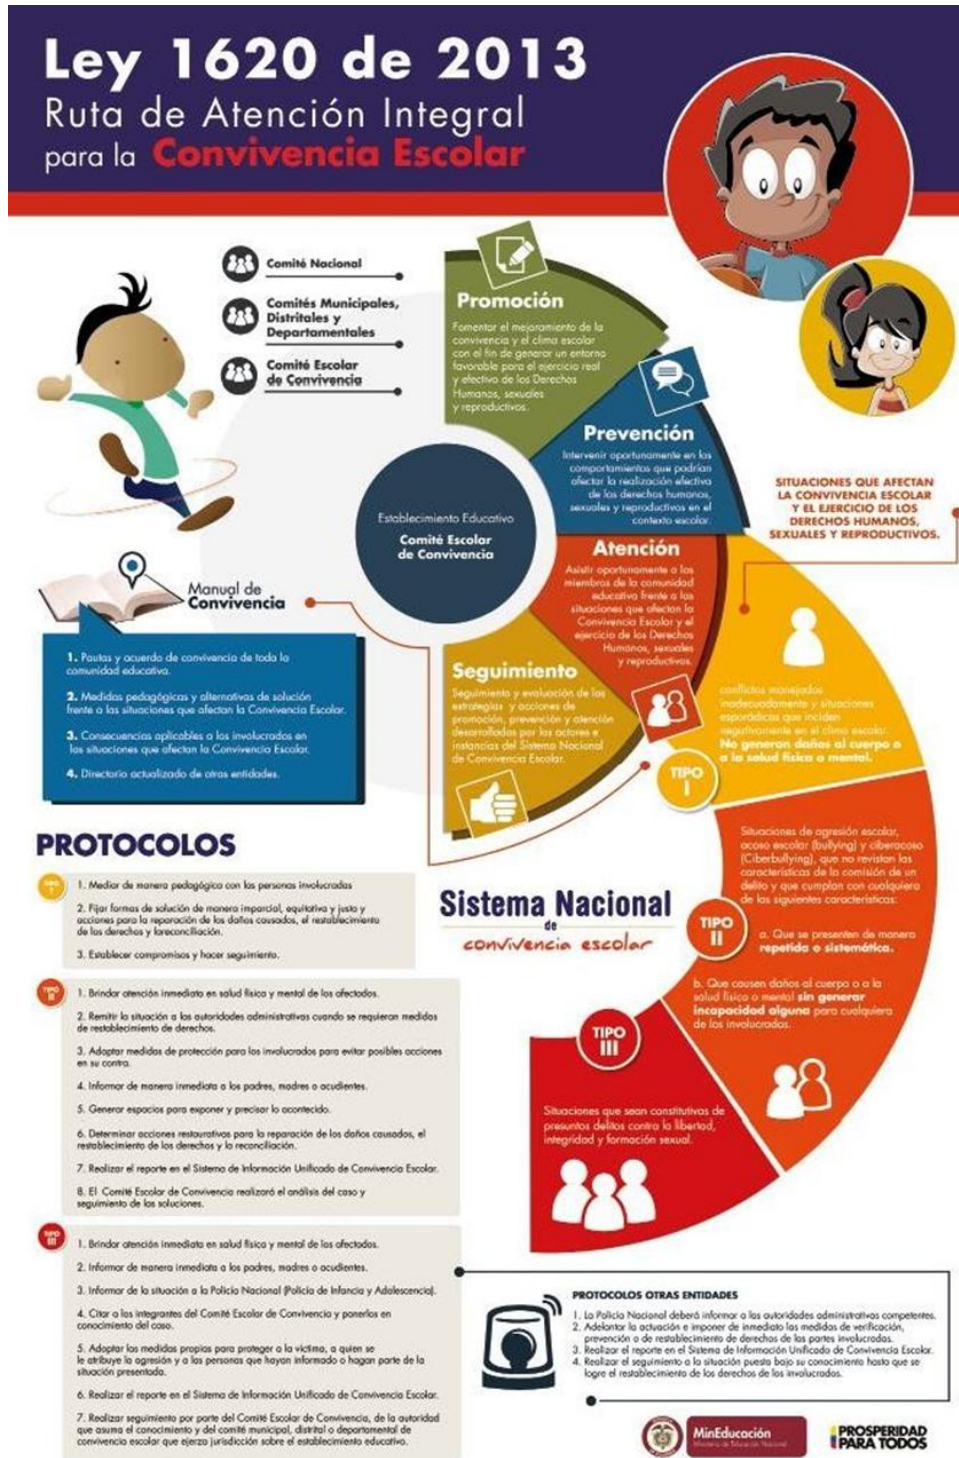 Ley 1620 de 2013
Ruta de Atención Integral
para la Convivencia Escolar
Comité Nacional
Comités Municipales,
Distritales y
Departamentales
Comité Escolar
de Convivencia
Promoción
Fomentar el mejoramiento de la
convivencia y el clima escolar
con el fin de generar un entorno
favorable para el ejercicio real
y efectivo de los Derechos
Humanos, sexuales
y reproductivos.
Prevención
Intervenir oportunamente en los
comportamientos que podrían
afectar la realización efectiva
de los derechos humanos,
sexuales y reproductivos en el
contexto escolar.
Establecimiento Educativo
Comité Escolar
de Convivencia
Atención
Asistir oportunamente a los
miembros de la comunidad
educativa frente a las
situaciones que afectan la
Convivencia Escolar y el
ejercicio de los Derechos
Humanos, sexuales
y reproductivos.
Seguimiento
Seguimiento y evaluación de las
estrategias y acciones de
promoción, prevención y atención
desarrolladas por los actores e
instancias del Sistema Nacional
de Convivencia Escolar.
SITUACIONES QUE AFECTAN
LA CONVIVENCIA ESCOLAR
Y EL EJERCICIO DE LOS
DERECHOS HUMANOS,
SEXUALES Y REPRODUCTIVOS.
Manual de
Convivencia
1. Pautas y acuerdo de convivencia de toda la
comunidad educativa.
2. Medidas pedagógicas y alternativas de solución
frente a las situaciones que afectan la Convivencia Escolar.
3. Consecuencias aplicables a los involucrados en
las situaciones que afectan la Convivencia Escolar.
4. Directorio actualizado de otras entidades.
TIPO
I
conflictos manejados
inadecuadamente y situaciones
esporádicas que inciden
negativamente en el clima escolar.
No generan daños al cuerpo o
a la salud física o mental.
TIPO
II
Situaciones de agresión escolar,
acoso escolar (bullying) y ciberacoso
(Ciberbullying), que no revistan las
características de la comisión de un
delito y que cumplan con cualquiera
de las siguientes características:
a. Que se presenten de manera
repetida o sistemática.
b. Que causen daños al cuerpo o a la
salud física o mental sin generar
incapacidad alguna para cualquiera
de los involucrados.
TIPO
III
Situaciones que sean constitutivas de
presuntos delitos contra la libertad,
integridad y formación sexual.
Sistema Nacional
de
convivencia escolar
PROTOCOLOS
TIPO
I
1. Mediar de manera pedagógica con las personas involucradas
2. Fijar formas de solución de manera imparcial, equitativa y justa y
acciones para la reparación de los daños causados, el restablecimiento
de los derechos y lareconciliación.
3. Establecer compromisos y hacer seguimiento.
TIPO
II
1. Brindar atención inmediata en salud física y mental de los afectados.
2. Remitir la situación a las autoridades administrativas cuando se requieran medidas
de restablecimiento de derechos.
3. Adoptar medidas de protección para los involucrados para evitar posibles acciones
en su contra.
4. Informar de manera inmediata a los padres, madres o acudientes.
5. Generar espacios para exponer y precisar lo acontecido.
6. Determinar acciones restaurativas para la reparación de los daños causados, el
restablecimiento de los derechos y la reconciliación.
7. Realizar el reporte en el Sistema de Información Unificado de Convivencia Escolar.
8. El Comité Escolar de Convivencia realizará el análisis del caso y
seguimiento de las soluciones.
TIPO
III
1. Brindar atención inmediata en salud física y mental de los afectados.
2. Informar de manera inmediata a los padres, madres o acudientes.
3. Informar de la situación a la Policía Nacional (Policía de Infancia y Adolescencia).
4. Citar a los integrantes del Comité Escolar de Convivencia y ponerlos en
conocimiento del caso.
5. Adoptar las medidas propias para proteger a la víctima, a quien se
le atribuye la agresión y a las personas que hayan informado o hagan parte de la
situación presentada.
6. Realizar el reporte en el Sistema de Información Unificado de Convivencia Escolar.
7. Realizar seguimiento por parte del Comité Escolar de Convivencia, de la autoridad
que asuma el conocimiento y del comité municipal, distrital o departamental de
convivencia escolar que ejerza jurisdicción sobre el establecimiento educativo.
PROTOCOLOS OTRAS ENTIDADES
1. La Policía Nacional deberá informar a las autoridades administrativas competentes.
2. Adelantar la actuación e imponer de inmediato las medidas de verificación,
prevención o de restablecimiento de derechos de las partes involucradas.
3. Realizar el reporte en el Sistema de Información Unificado de Convivencia Escolar.
4. Realizar el seguimiento a la situación puesta bajo su conocimiento hasta que se
logre el restablecimiento de los derechos de los involucrados.
MinEducación
Ministerio de Educación Nacional
PROSPERIDAD
PARA TODOS